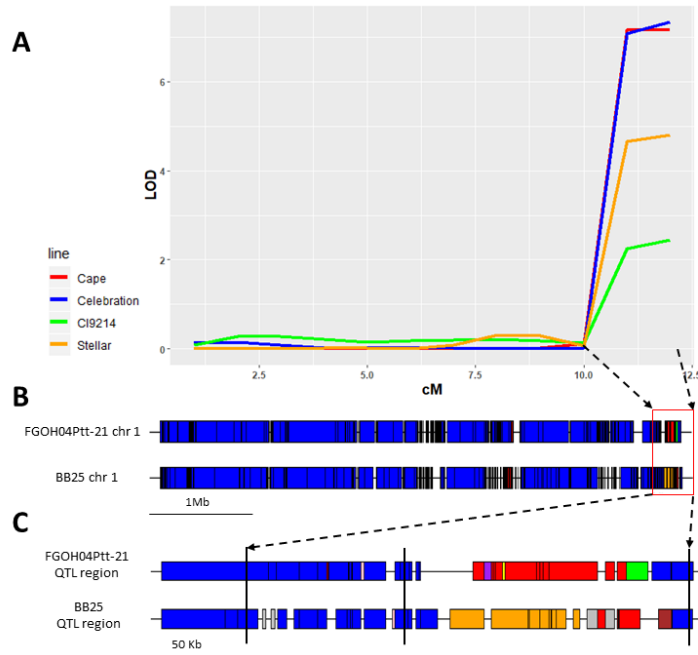 A
6
4
2
0
LOD
2.5
5.0
7.5
10.0
12.5
cM
line
Cape
Celebration
CI9214
Stellar
B
FGOH04Ptt-21 chr 1
BB25 chr 1
1Mb
C
FGOH04Ptt-21
QTL region
BB25
QTL region
50 Kb